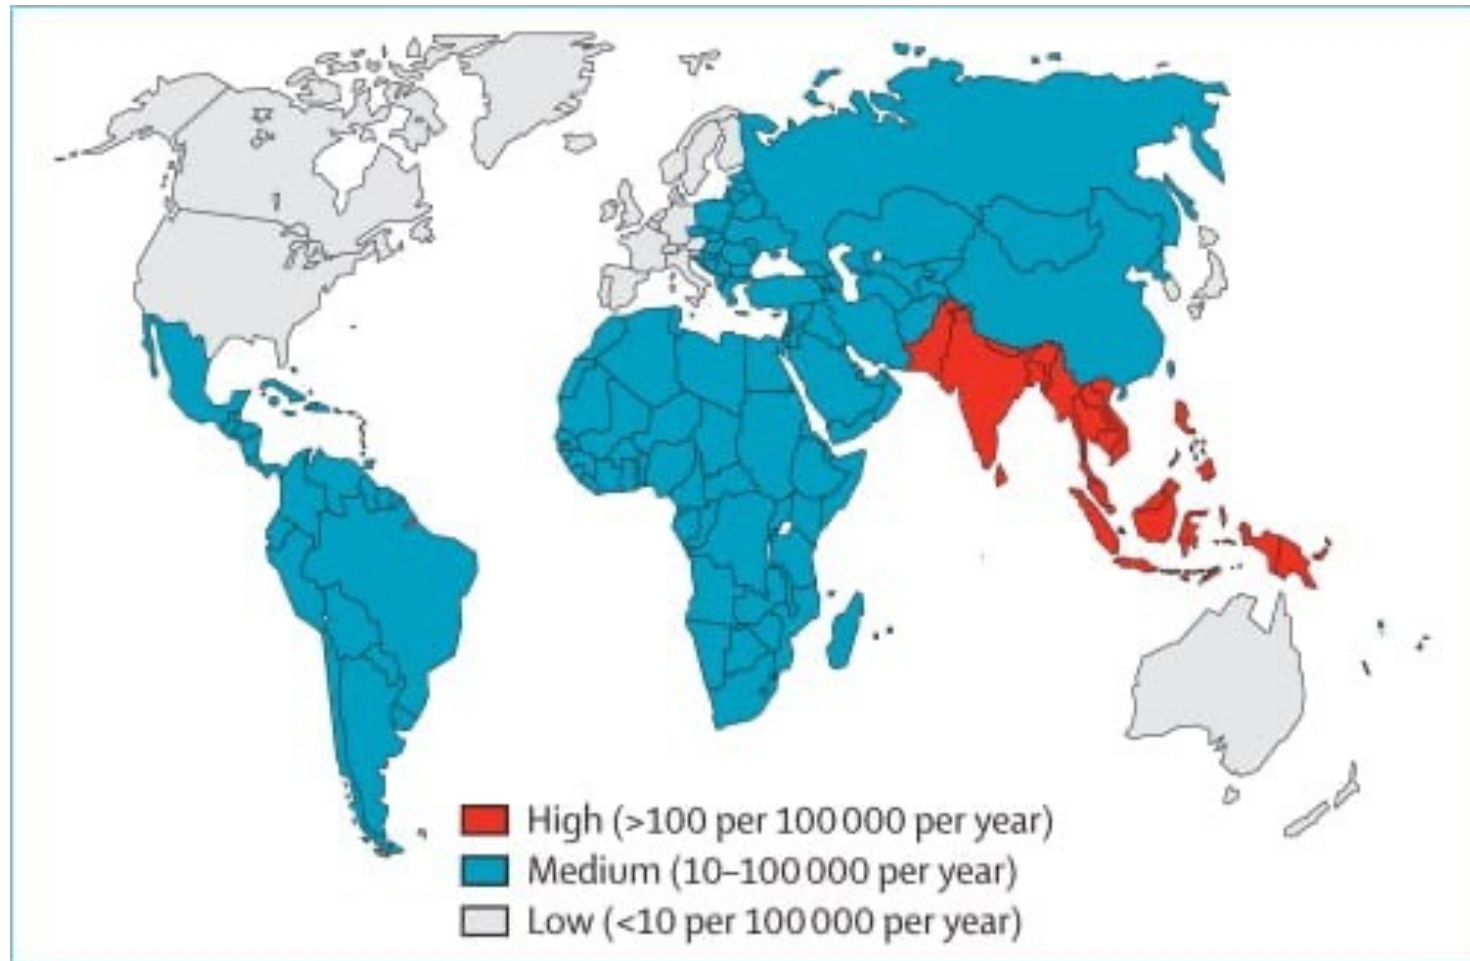 High (>100 per 100 000 per year)
Medium (10–100 000 per year)
Low (<10 per 100 000 per year)